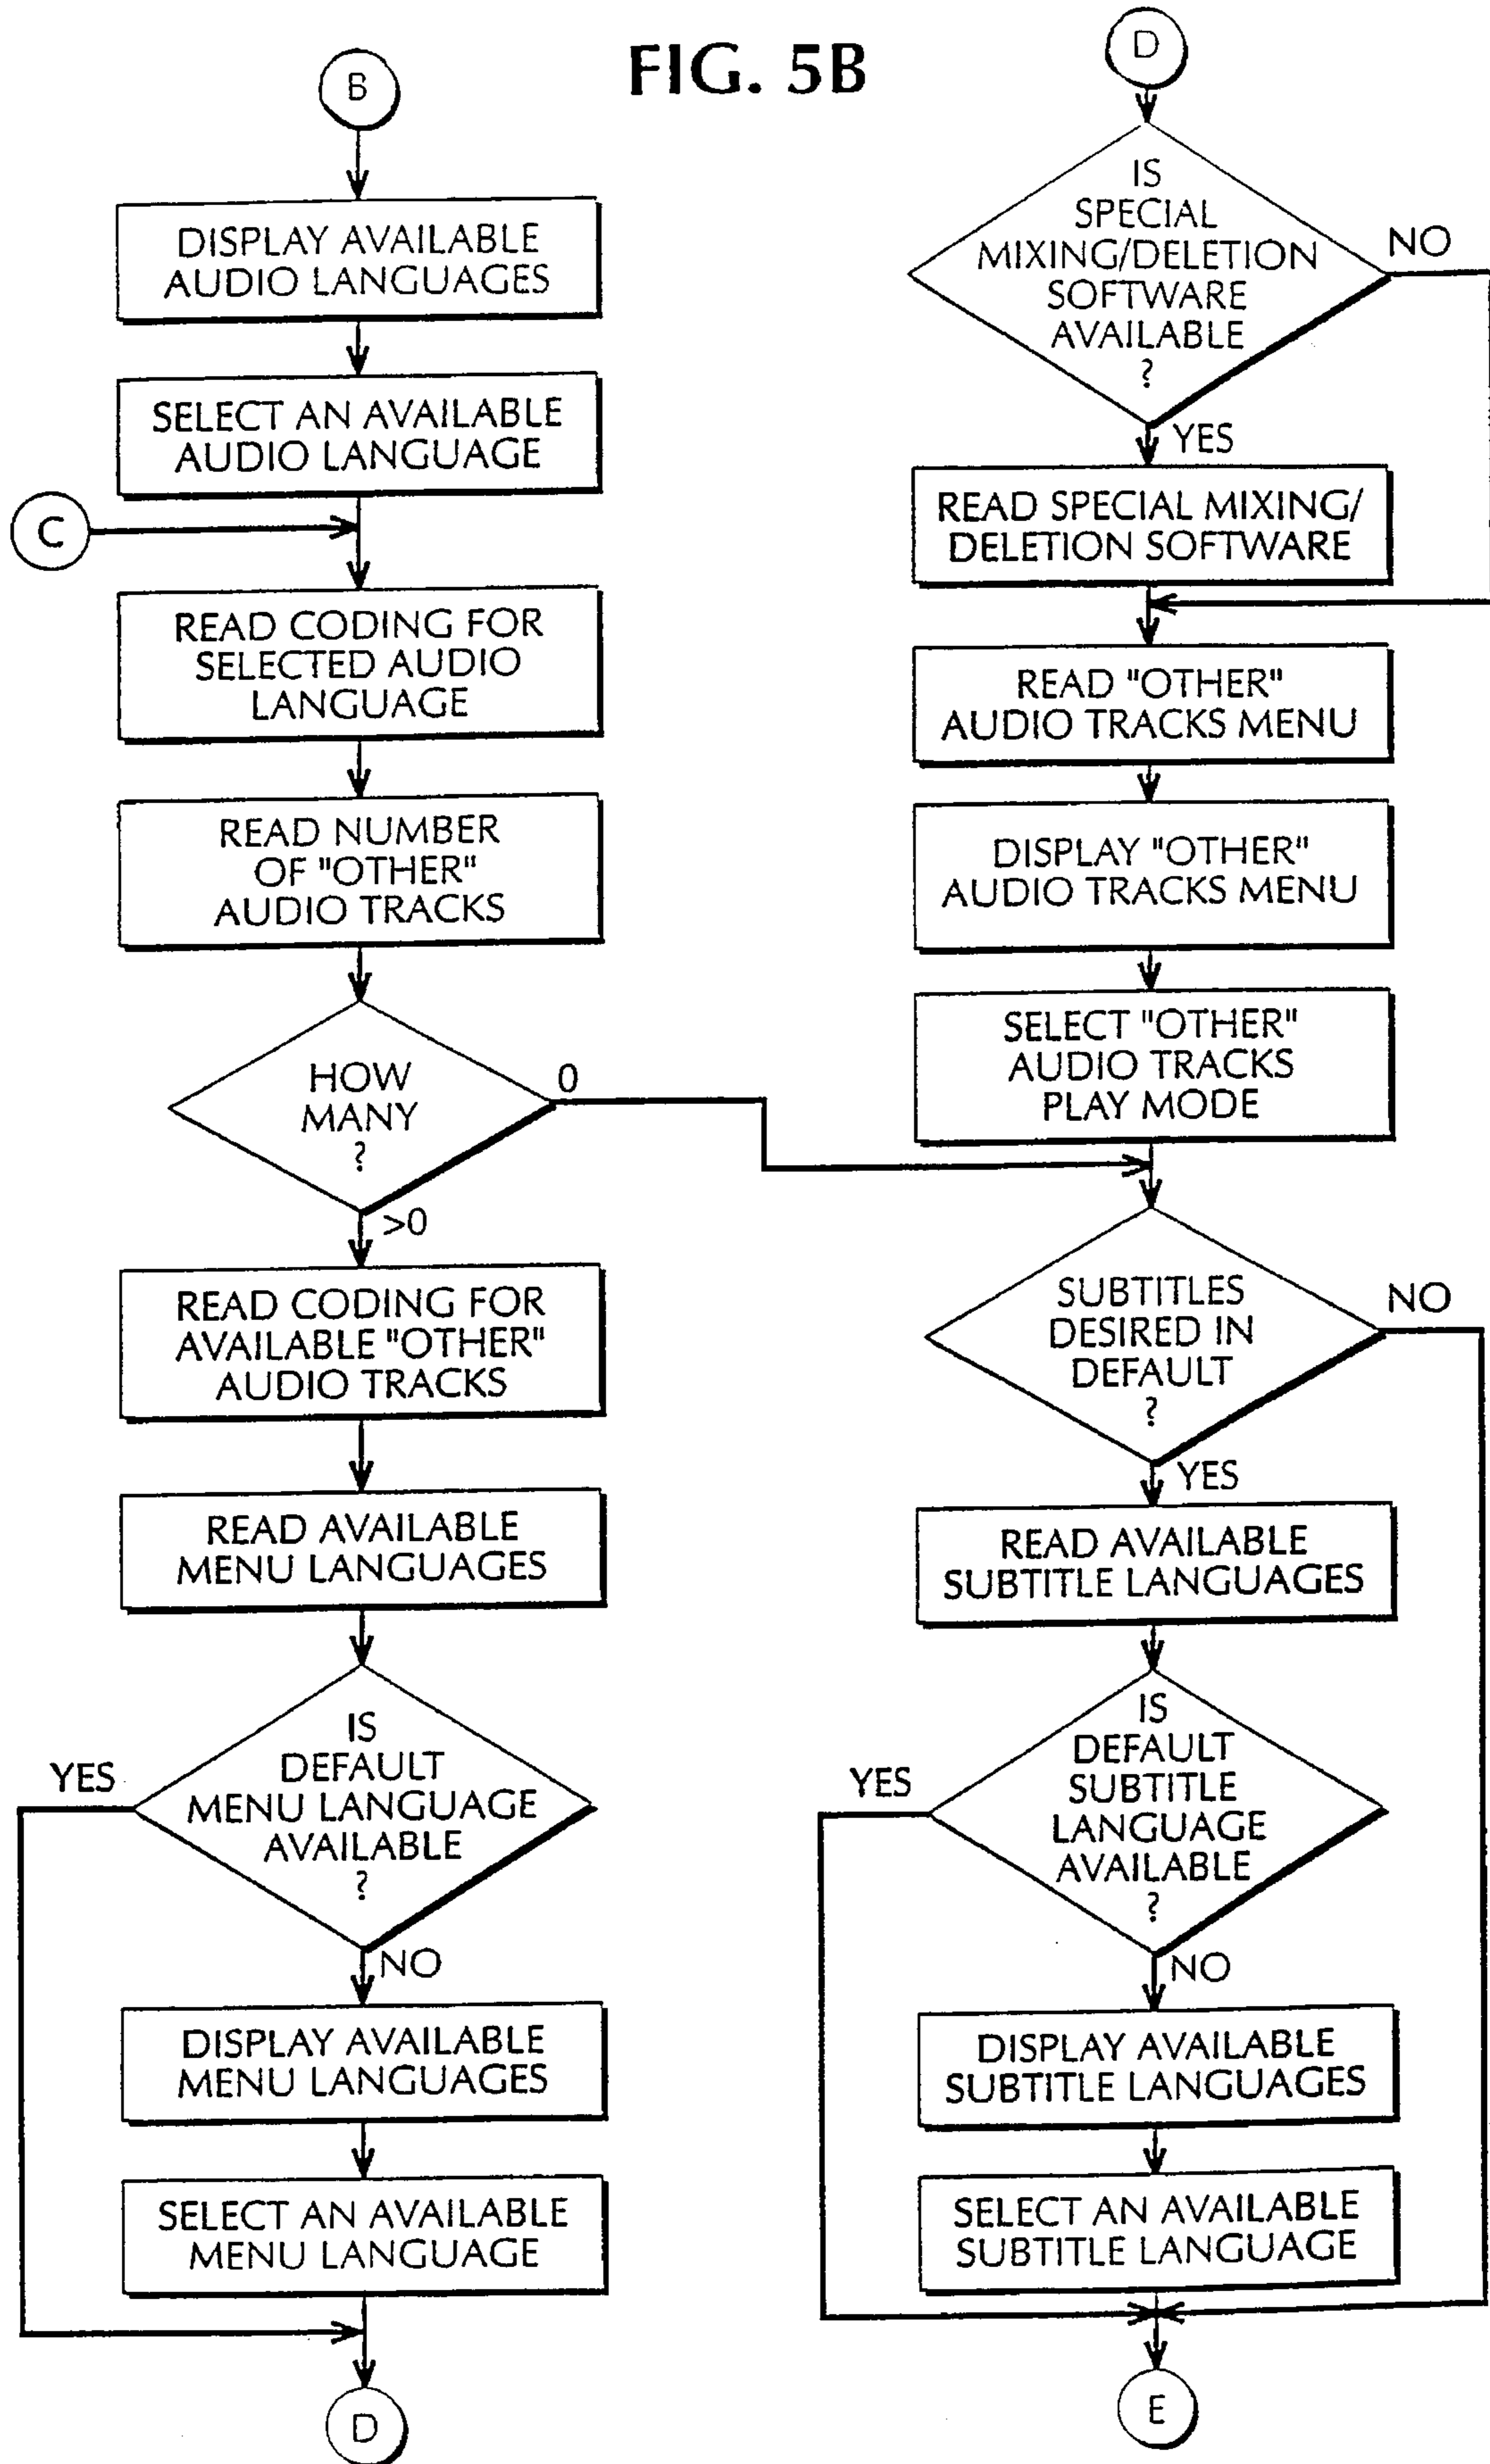 FIG. 5B
B
DISPLAY AVAILABLE
AUDIO LANGUAGES
SELECT AN AVAILABLE
AUDIO LANGUAGE
C
READ CODING FOR
SELECTED AUDIO
LANGUAGE
READ NUMBER
OF "OTHER"
AUDIO TRACKS
HOW
MANY
?
0
>0
READ CODING FOR
AVAILABLE "OTHER"
AUDIO TRACKS
READ AVAILABLE
MENU LANGUAGES
IS
DEFAULT
MENU LANGUAGE
AVAILABLE
?
YES
NO
DISPLAY AVAILABLE
MENU LANGUAGES
SELECT AN AVAILABLE
MENU LANGUAGE
D
D
IS
SPECIAL
MIXING/DELETION
SOFTWARE
AVAILABLE
?
NO
YES
READ SPECIAL MIXING/
DELETION SOFTWARE
READ "OTHER"
AUDIO TRACKS MENU
DISPLAY "OTHER"
AUDIO TRACKS MENU
SELECT "OTHER"
AUDIO TRACKS
PLAY MODE
SUBTITLES
DESIRED IN
DEFAULT
?
NO
YES
READ AVAILABLE
SUBTITLE LANGUAGES
IS
DEFAULT
SUBTITLE
LANGUAGE
AVAILABLE
?
YES
NO
DISPLAY AVAILABLE
SUBTITLE LANGUAGES
SELECT AN AVAILABLE
SUBTITLE LANGUAGE
E